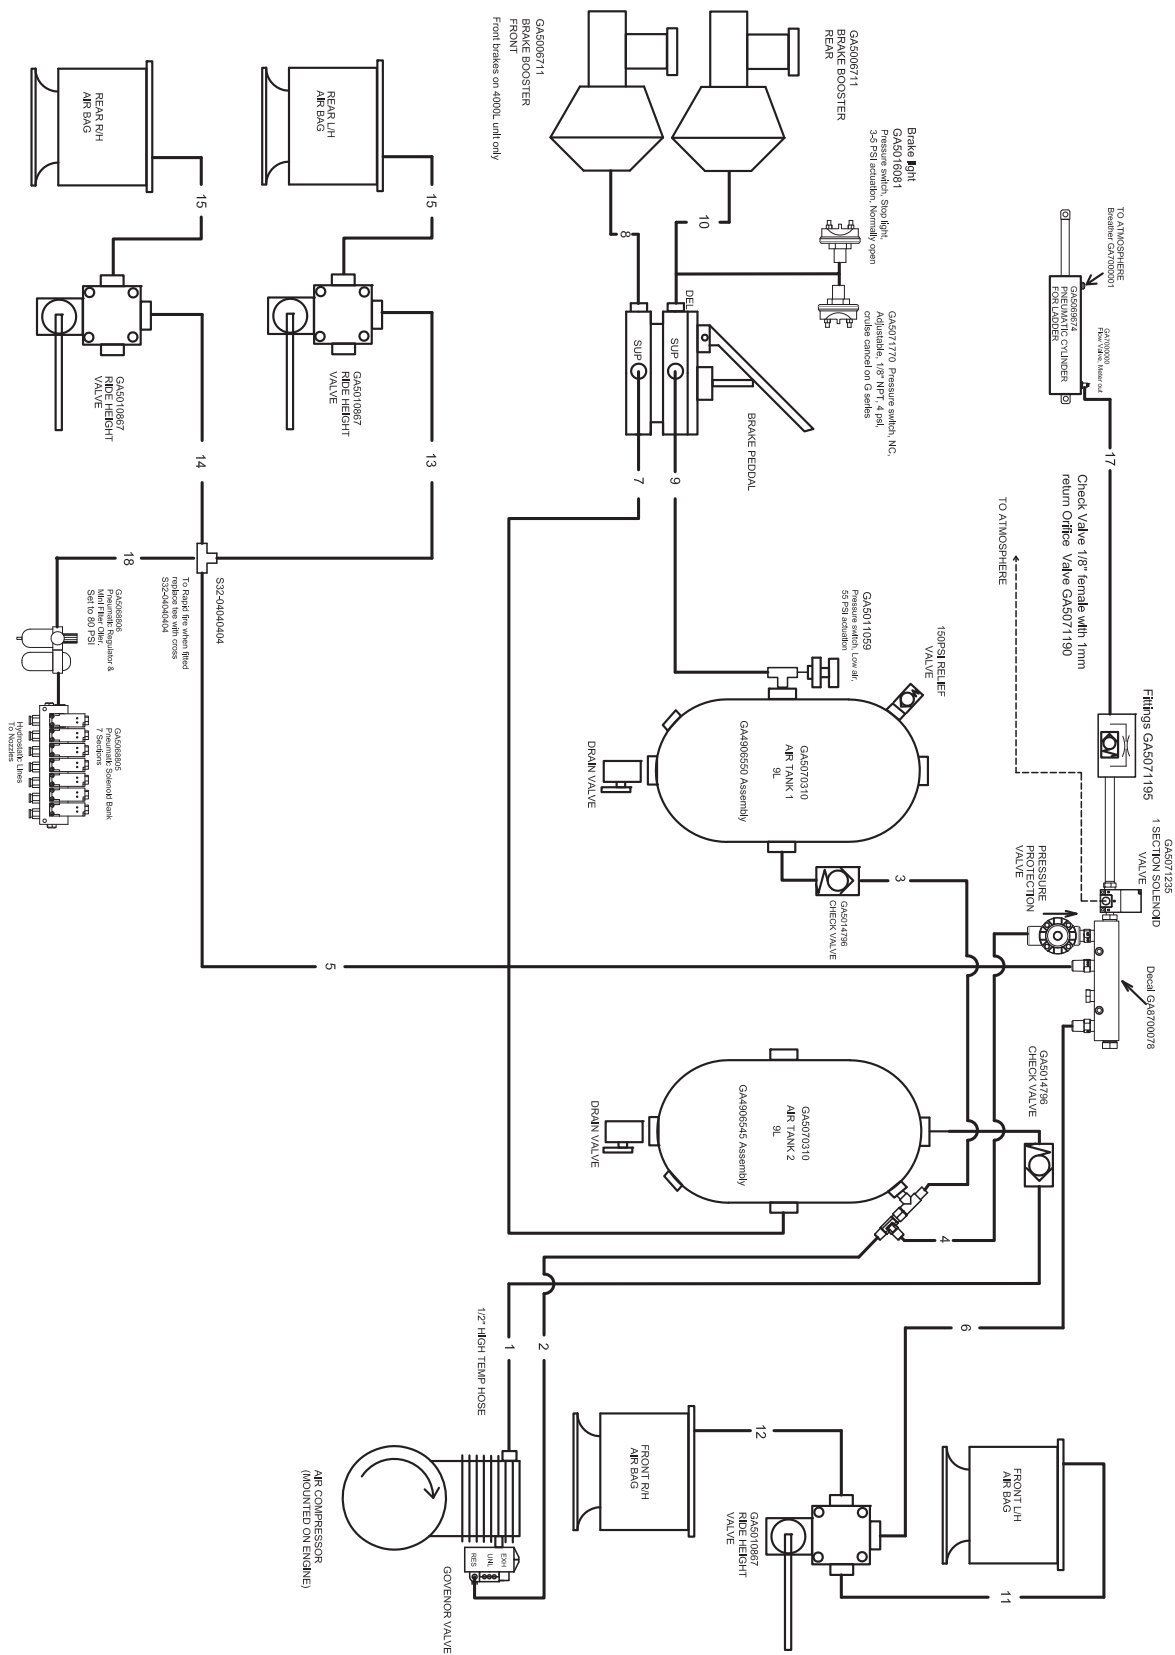 GA5006711
BRAKE BOOSTER
FRONT
Front brakes on 4000L unit only
GA5006711
BRAKE BOOSTER
REAR
Brake light
GA5016081
Pressure switch, Stop light,
3-5 PSI actuation, Normally open
TO ATMOSPHERE
Breather GA7000001
GA5069674
PNEUMATIC CYLINDER
FOR LADDER
GA7000000
Flow Valve, Meter out
REAR R/H
AIR BAG
REAR L/H
AIR BAG
15
15
8
10
DEL
SUP
SUP
GA5071770 Pressure switch, NC,
Adjustable, 1/8" NPT, 4 psi,
cruise cancel on G series
BRAKE PEDDAL
GA5010867
RIDE HEIGHT
VALVE
GA5010867
RIDE HEIGHT
VALVE
14
13
7
9
17
Check Valve 1/8" female with 1mm
return Orifice Valve GA5071190
TO ATMOSPHERE
Fittings GA5071195
18
S32-04040404
To Rapid fire when fitted
replace tee with cross
S32-04040404
GA5068806
Pneumatic Regulator &
Mini Filter Oiler.
Set to 80 PSI
GA5068805
Pneumatic Solenoid Bank
7 Sections
Hydrostatic Lines
To Nozzles
GA5011059
Pressure switch, Low air,
55 PSI actuation
150PSI RELIEF
VALVE
GA5070310
AIR TANK 1
9L
GA4906550 Assembly
DRAIN VALVE
GA5014796
CHECK VALVE
3
GA5071235
1 SECTION SOLENOID
VALVE
PRESSURE
PROTECTION
VALVE
Decal GA8700078
5
GA5014796
CHECK VALVE
GA5070310
AIR TANK 2
9L
GA4906545 Assembly
DRAIN VALVE
4
6
1
2
1/2" HIGH TEMP HOSE
AIR COMPRESSOR
(MOUNTED ON ENGINE)
GOVENOR VALVE
RES
UNL
EXH
FRONT R/H
AIR BAG
12
GA5010867
RIDE HEIGHT
VALVE
FRONT L/H
AIR BAG
11